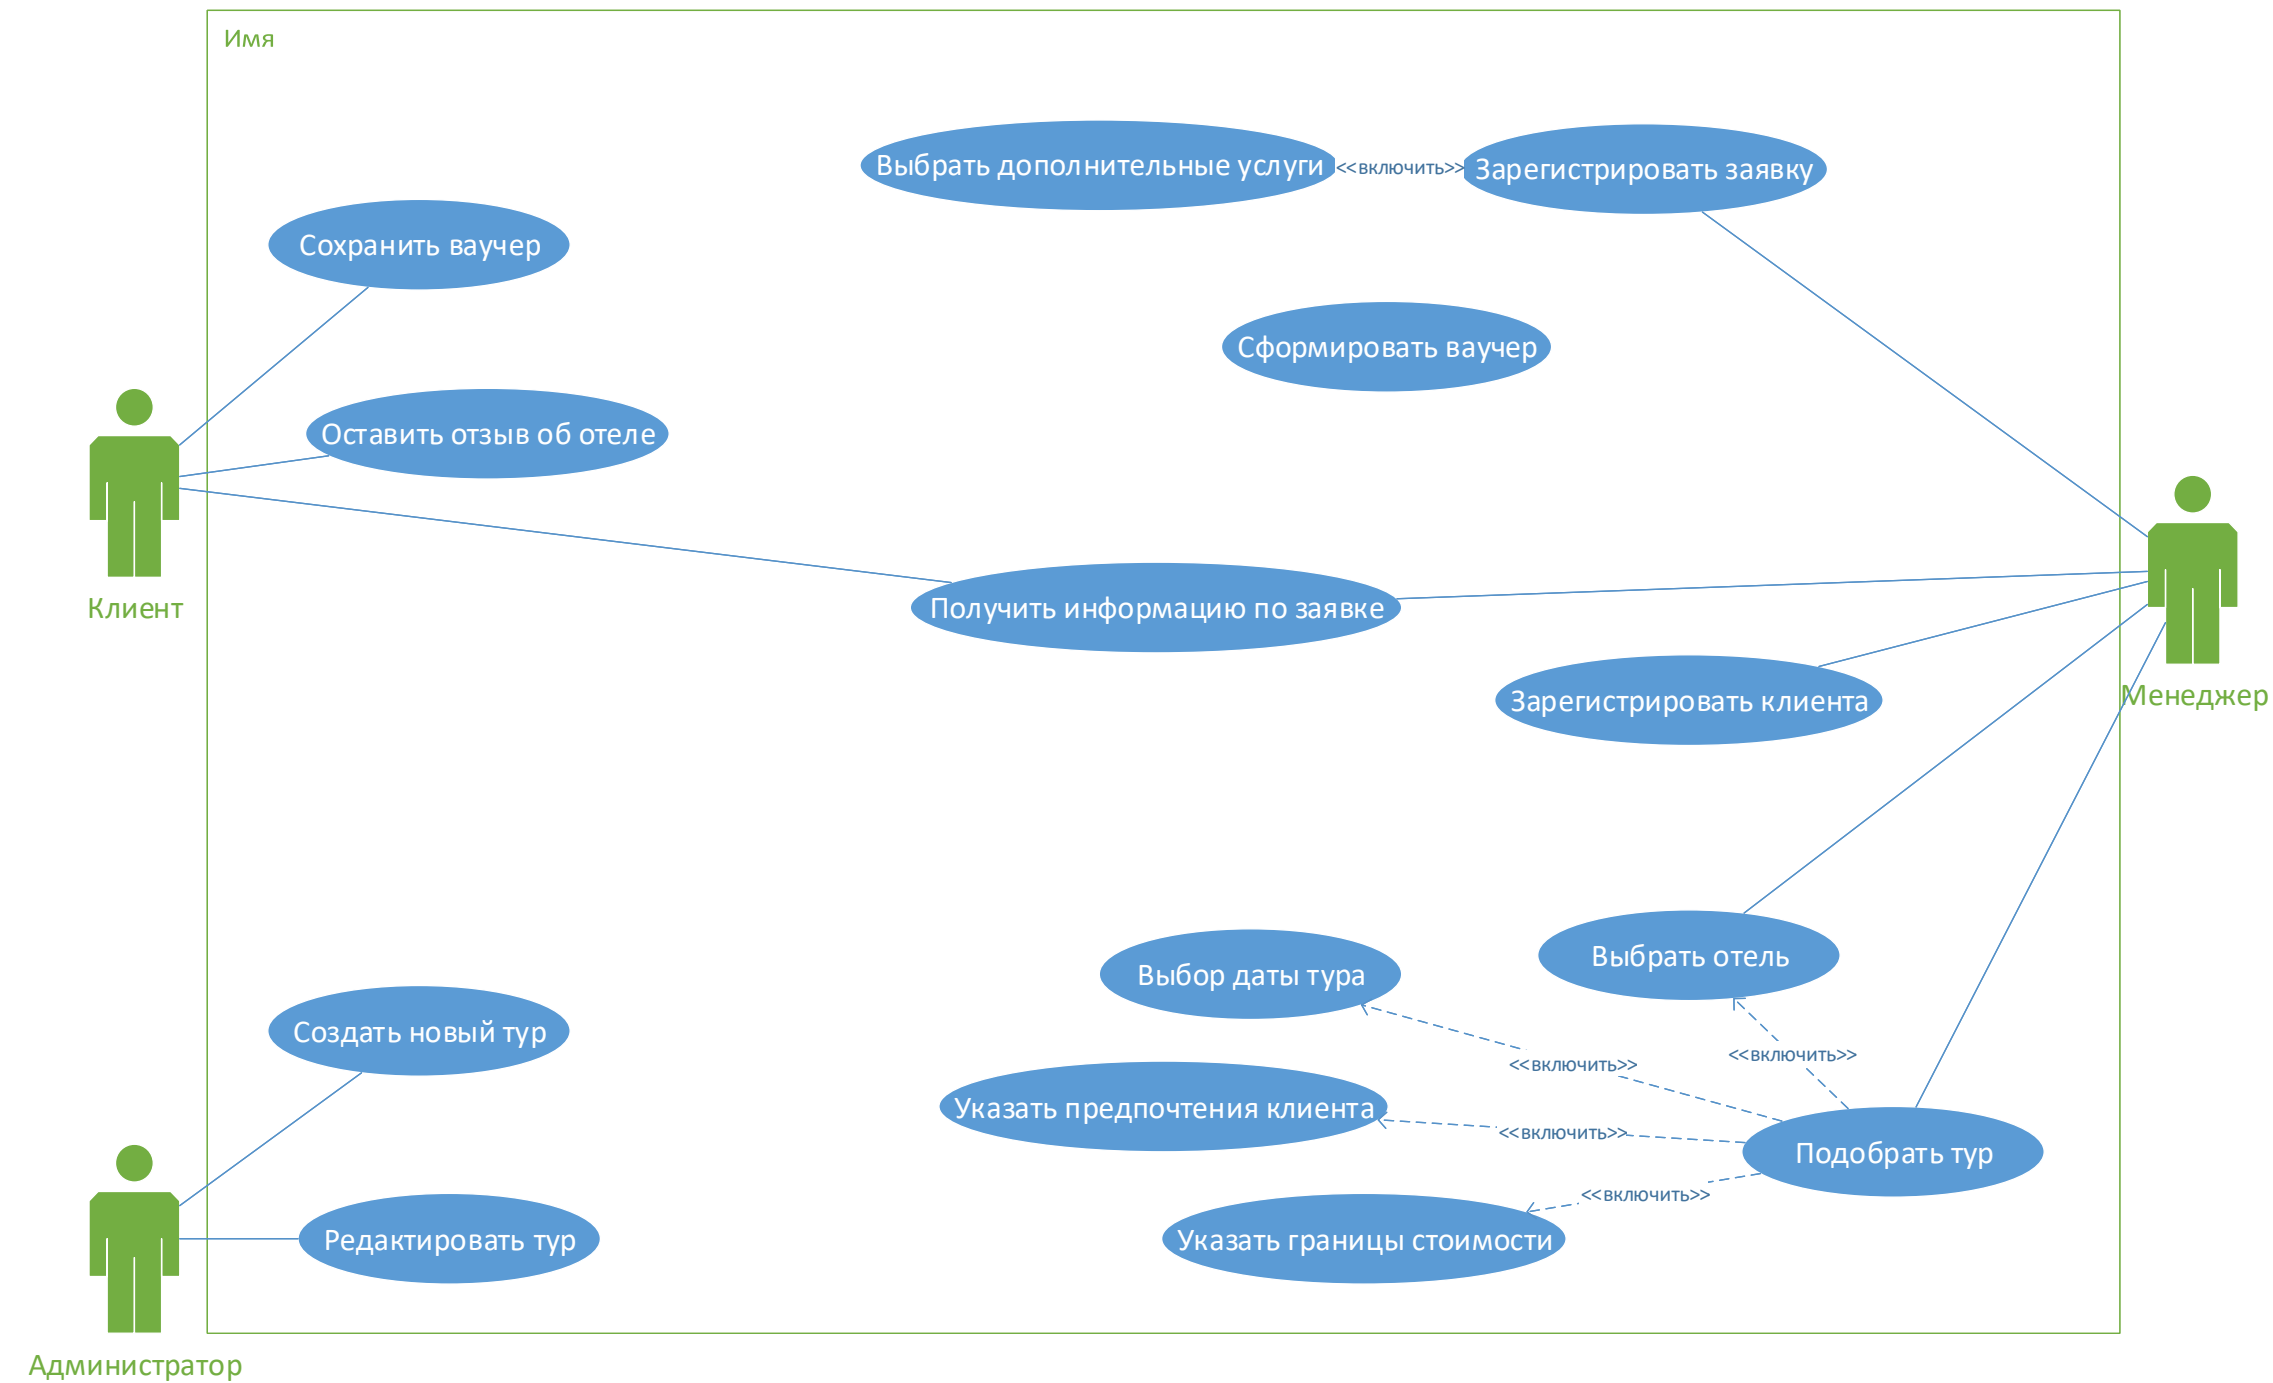 Имя
Выбрать дополнительные услуги
<<включить>>
Зарегистрировать заявку
Сохранить ваучер
Сформировать ваучер
Оставить отзыв об отеле
Клиент
Получить информацию по заявке
Менеджер
Зарегистрировать клиента
Выбрать отель
Выбор даты тура
Создать новый тур
<<включить>>
<<включить>>
Указать предпочтения клиента
<<включить>>
Подобрать тур
<<включить>>
Редактировать тур
Указать границы стоимости
Администратор